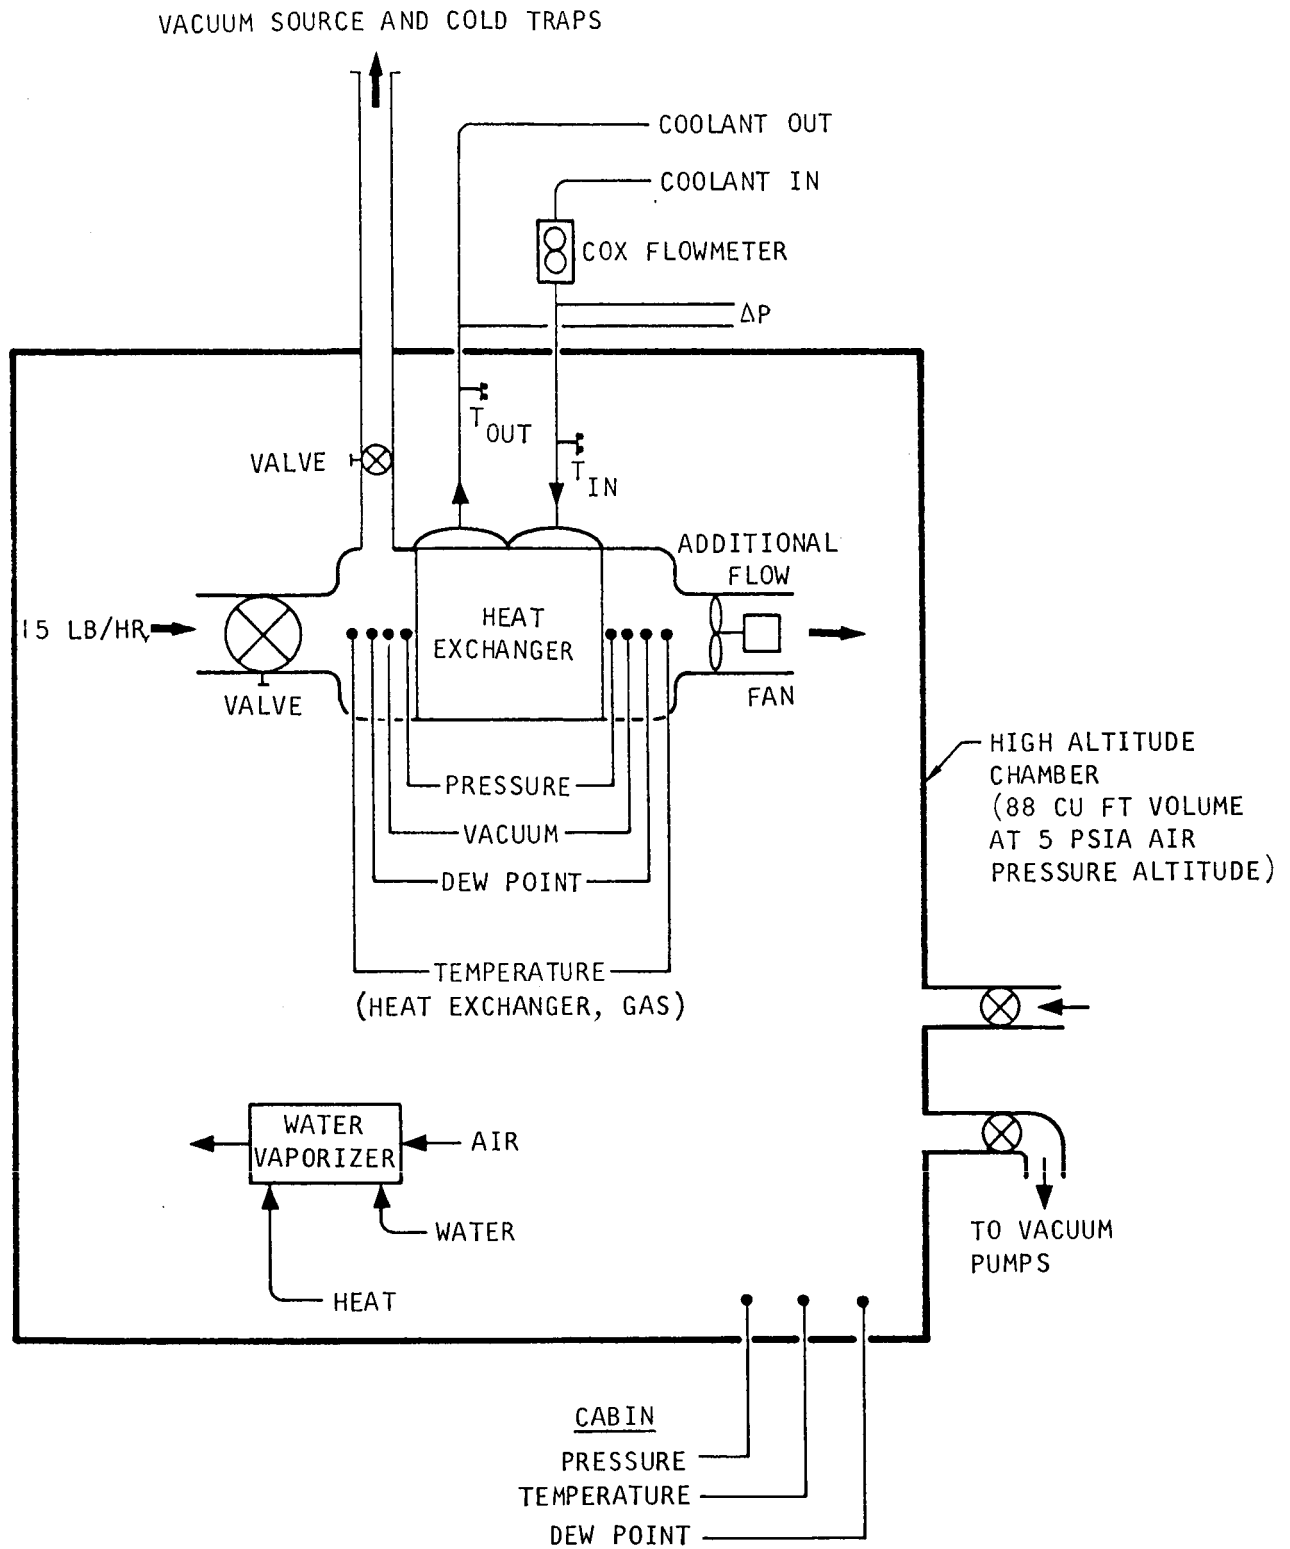 VACUUM SOURCE AND COLD TRAPS
COOLANT OUT
COOLANT IN
COX FLOWMETER
ΔP
T OUT
VALVE
T IN
ADDITIONAL
FLOW
15 LB/HR
HEAT
EXCHANGER
VALVE
FAN
HIGH ALTITUDE
CHAMBER
(88 CU FT VOLUME
AT 5 PSIA AIR
PRESSURE ALTITUDE)
PRESSURE
VACUUM
DEW POINT
TEMPERATURE
(HEAT EXCHANGER, GAS)
WATER
VAPORIZER
AIR
WATER
HEAT
TO VACUUM
PUMPS
CABIN
PRESSURE
TEMPERATURE
DEW POINT